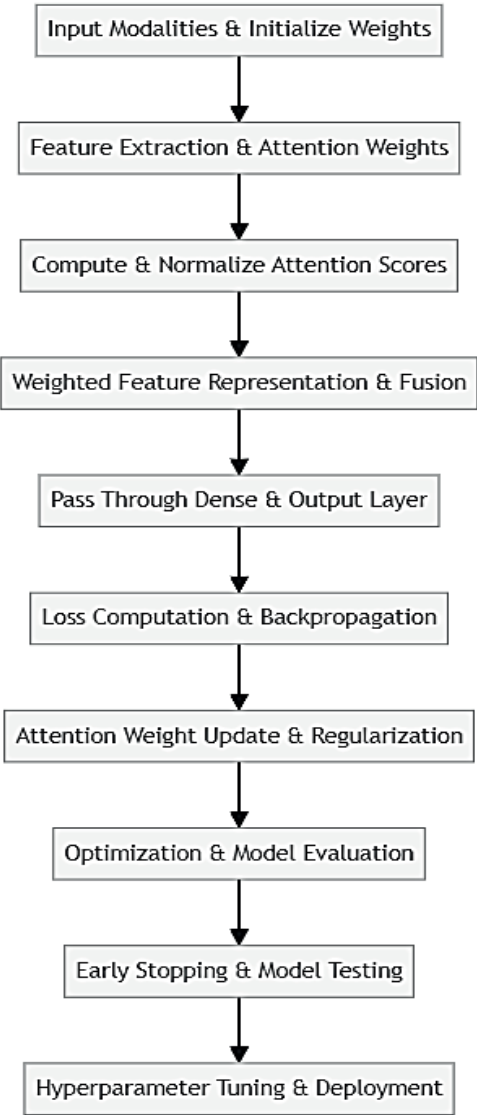 Input Modalities & Initialize Weights
Feature Extraction & Attention Weights
Compute & Normalize Attention Scores
Weighted Feature Representation & Fusion
Pass Through Dense & Output Layer
Loss Computation & Backpropagation
Attention Weight Update & Regularization
Optimization & Model Evaluation
Early Stopping & Model Testing
Hyperparameter Tuning & Deployment